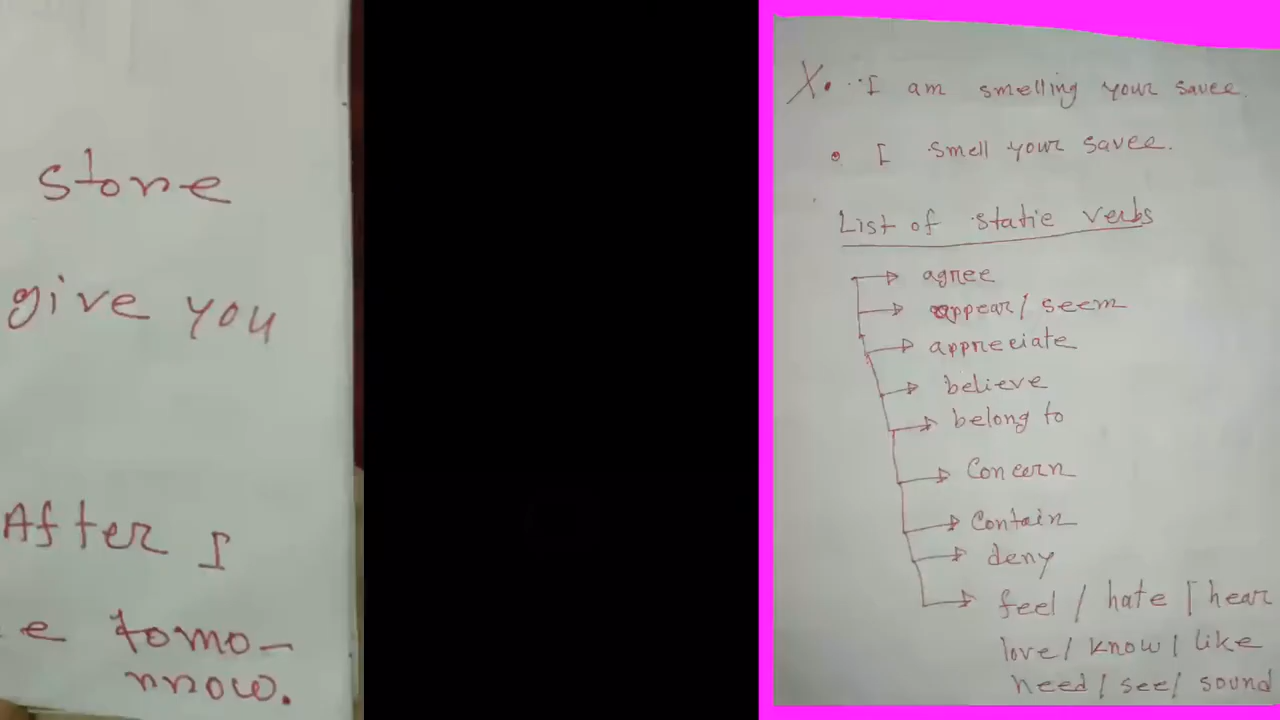 store
give you
After I
e tomo-
rrow.
X. I am smelling your sauce.
• I smell your sauce.
List of static verbs
agree
appear / seem
appreciate
believe
belong to
Concern
Contain
deny
feel / hate / hear
love / know / like
need / see / sound